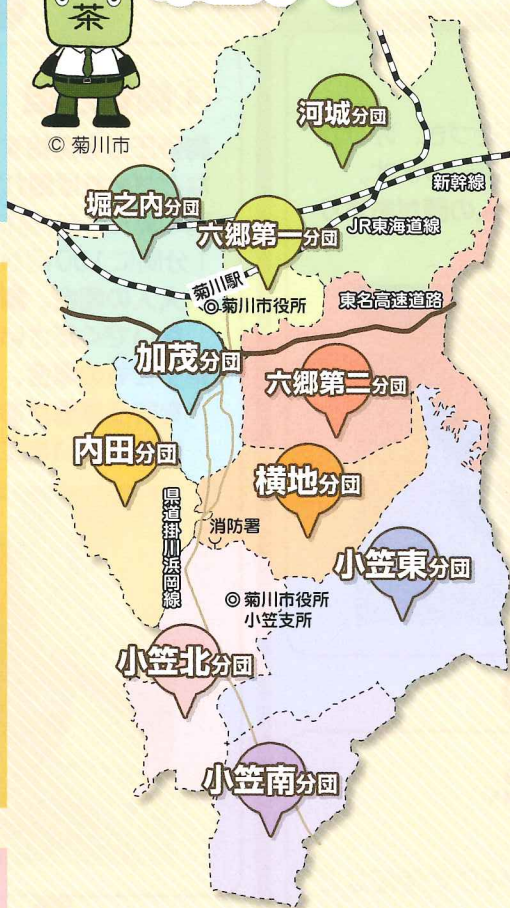 茶
© 菊川市
河城分団
新幹線
堀之内分団
六郷第一分団
JR東海道線
菊川駅
◎菊川市役所
東名高速道路
加茂分団
六郷第二分団
内田分団
横地分団
県道掛川浜岡線
消防署
小笠東分団
◎菊川市役所
小笠支所
小笠北分団
小笠南分団